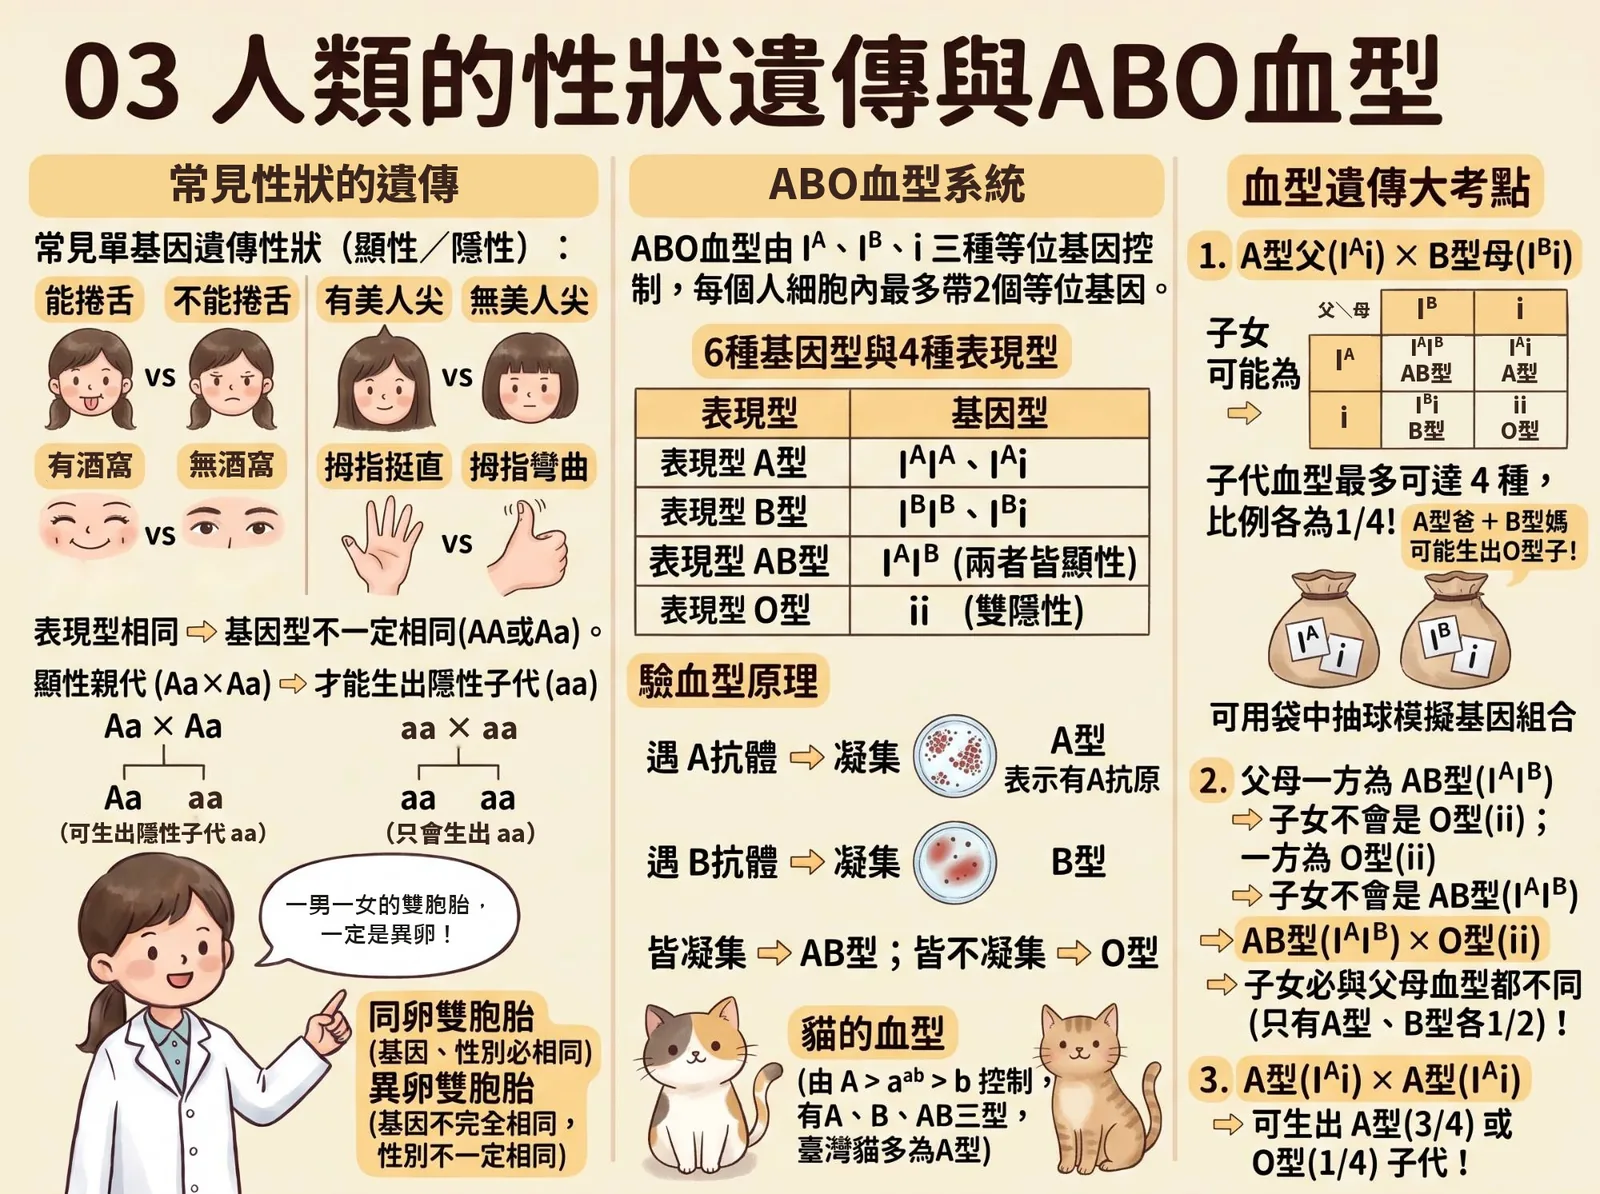 03 人類的性狀遺傳與ABO血型
常見性狀的遺傳
常見單基因遺傳性狀（顯性／隱性）：
能捲舌
不能捲舌
VS
有美人尖
無美人尖
VS
有酒窩
無酒窩
VS
拇指挺直
拇指彎曲
VS
表現型相同 ⇨ 基因型不一定相同(AA或Aa)。
顯性親代 (Aa×Aa) ⇨ 才能生出隱性子代 (aa)
Aa × Aa
Aa aa
（可生出隱性子代 aa）
aa × aa
aa aa
（只會生出 aa）
一男一女的雙胞胎，
一定是異卵！
同卵雙胞胎
(基因、性別必相同)
異卵雙胞胎
(基因不完全相同，
性別不一定相同)
ABO血型系統
ABO血型由 Iᴬ、Iᴮ、i 三種等位基因控
制，每個人細胞內最多帶2個等位基因。
6種基因型與4種表現型
表現型 基因型
表現型 A型 IᴬIᴬ、Iᴬi
表現型 B型 IᴮIᴮ、Iᴮi
表現型 AB型 IᴬIᴮ (兩者皆顯性)
表現型 O型 ii (雙隱性)
驗血型原理
遇 A抗體 ⇨ 凝集
A型
表示有A抗原
遇 B抗體 ⇨ 凝集
B型
皆凝集 ⇨ AB型；皆不凝集 ⇨ O型
貓的血型
(由 A > aᵃᵇ > b 控制，
有A、B、AB三型，
臺灣貓多為A型)
血型遺傳大考點
1. A型父(Iᴬi) × B型母(Iᴮi)
子女
可能為
⇨
父＼母 Iᴮ i
Iᴬ IᴬIᴮ AB型 Iᴬi A型
i Iᴮi B型 ii O型
子代血型最多可達 4 種，
比例各為1/4!
A型爸 + B型媽
可能生出O型子!
Iᴬ i
Iᴮ i
可用袋中抽球模擬基因組合
2. 父母一方為 AB型(IᴬIᴮ)
⇨ 子女不會是 O型(ii)；
一方為 O型(ii)
⇨ 子女不會是 AB型(IᴬIᴮ)
⇨ AB型(IᴬIᴮ) × O型(ii)
⇨ 子女必與父母血型都不同
(只有A型、B型各1/2)！
3. A型(Iᴬi) × A型(Iᴬi)
⇨ 可生出 A型(3/4) 或
O型(1/4) 子代！